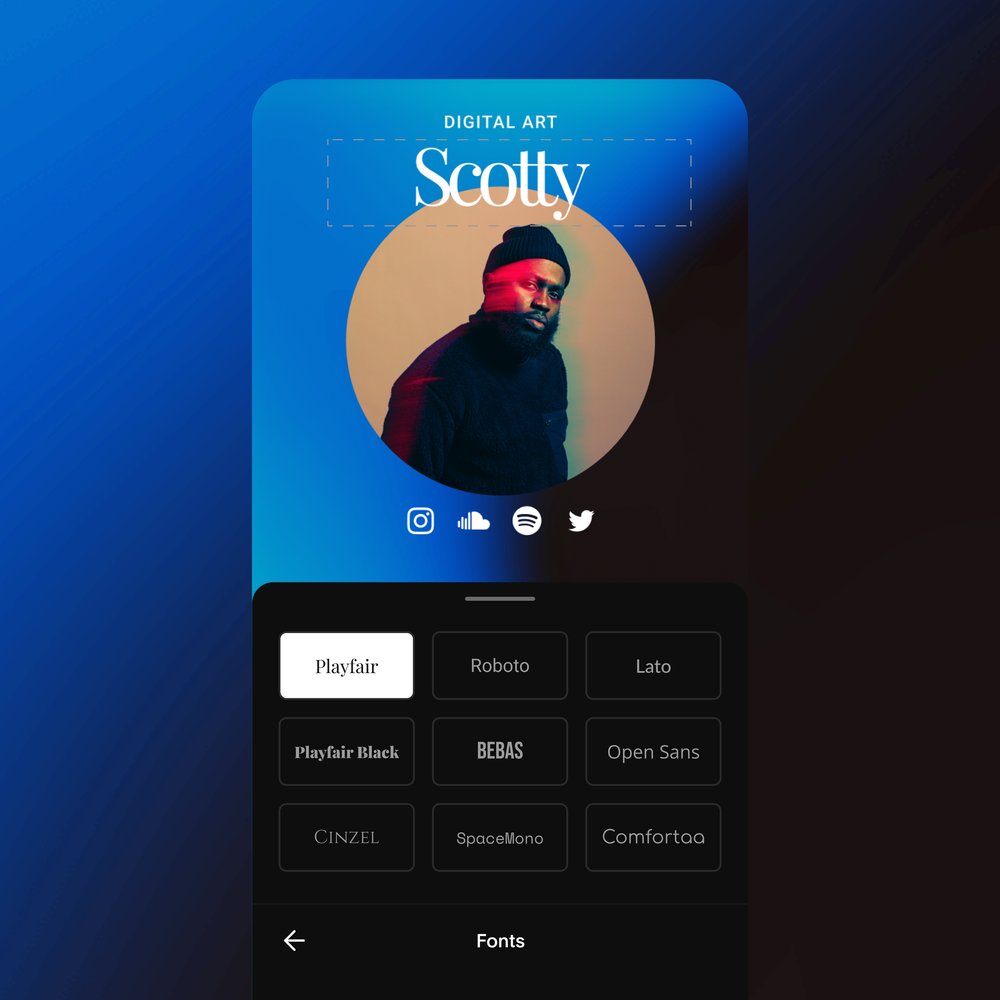 DIGITAL ART
Scotty
Playfair
Roboto
Lato
Playfair Black
BEBAS
Open Sans
CINZEL
SpaceMono
Comfortaa
Fonts